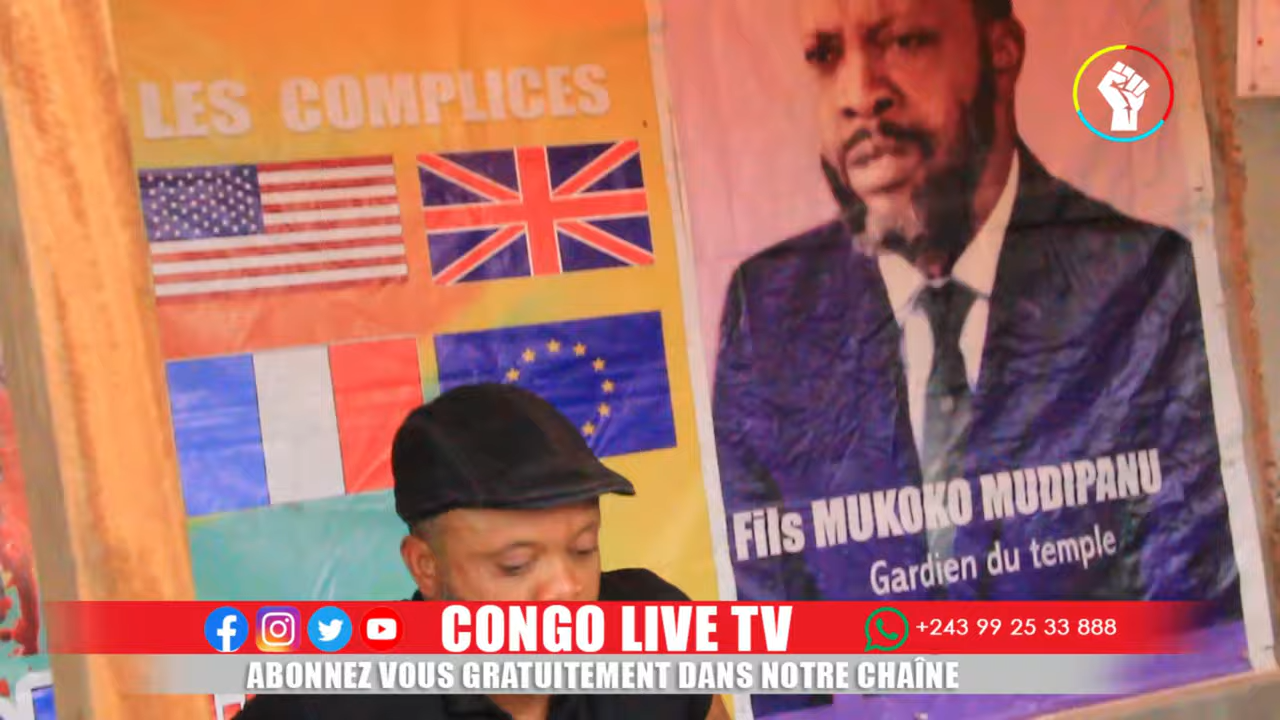 LES COMPLICES
Fils MUKOKO MUDIPANU
Gardien du temple
CONGO LIVE TV
+243 99 25 33 888
ABONNEZ VOUS GRATUITEMENT DANS NOTRE CHAÎNE